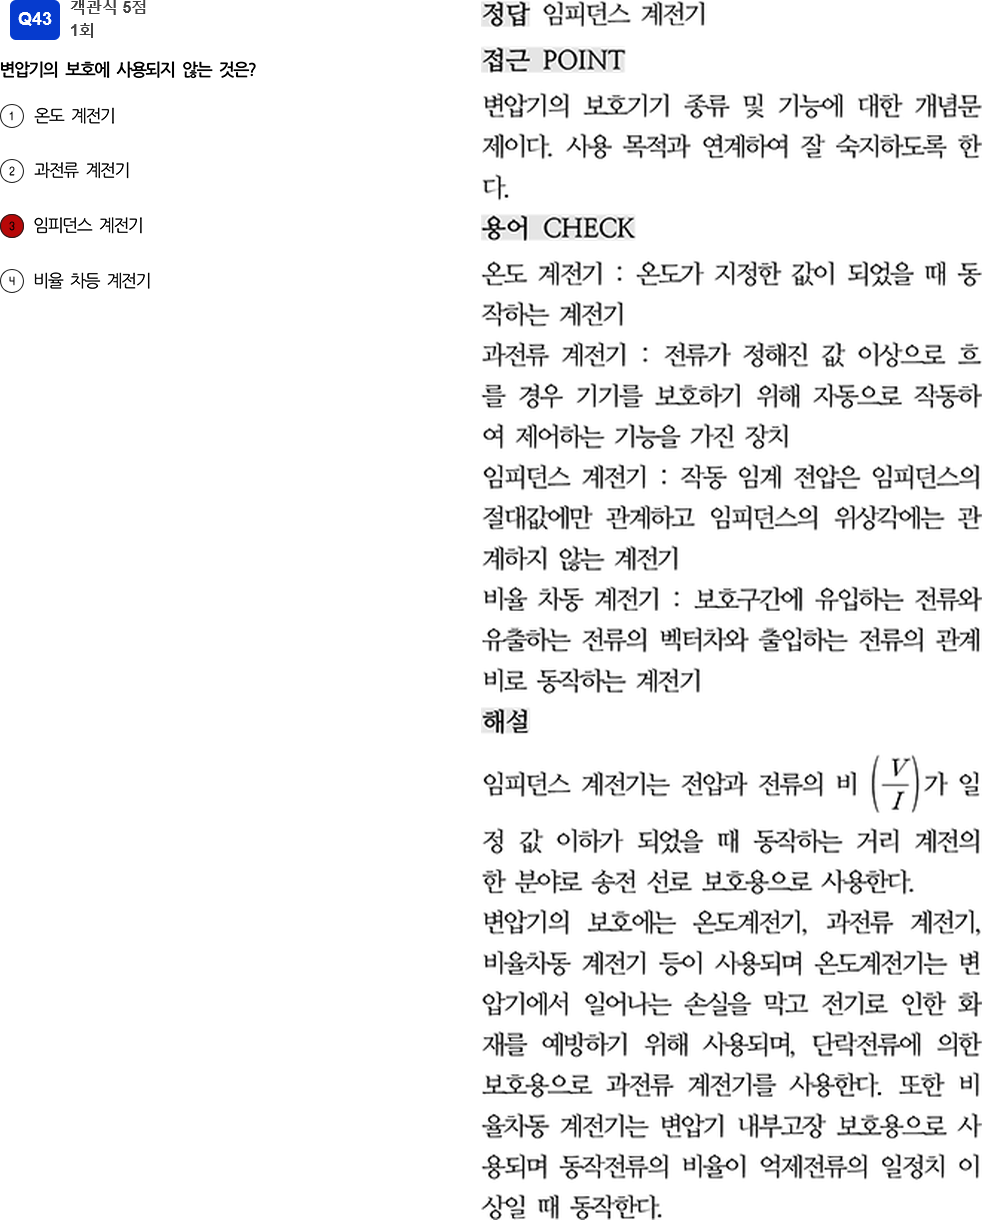 Q43
객관식 5점
1회
변압기의 보호에 사용되지 않는 것은?
1 온도 계전기
2 과전류 계전기
3 임피던스 계전기
4 비율 차등 계전기
정답 임피던스 계전기
접근 POINT
변압기의 보호기기 종류 및 기능에 대한 개념문
제이다. 사용 목적과 연계하여 잘 숙지하도록 한
다.
용어 CHECK
온도 계전기 : 온도가 지정한 값이 되었을 때 동
작하는 계전기
과전류 계전기 : 전류가 정해진 값 이상으로 흐
를 경우 기기를 보호하기 위해 자동으로 작동하
여 제어하는 기능을 가진 장치
임피던스 계전기 : 작동 임계 전압은 임피던스의
절대값에만 관계하고 임피던스의 위상각에는 관
계하지 않는 계전기
비율 차동 계전기 : 보호구간에 유입하는 전류와
유출하는 전류의 벡터차와 출입하는 전류의 관계
비로 동작하는 계전기
해설
임피던스 계전기는 전압과 전류의 비 (V/I)가 일
정 값 이하가 되었을 때 동작하는 거리 계전의
한 분야로 송전 선로 보호용으로 사용한다.
변압기의 보호에는 온도계전기, 과전류 계전기,
비율차동 계전기 등이 사용되며 온도계전기는 변
압기에서 일어나는 손실을 막고 전기로 인한 화
재를 예방하기 위해 사용되며, 단락전류에 의한
보호용으로 과전류 계전기를 사용한다. 또한 비
율차동 계전기는 변압기 내부고장 보호용으로 사
용되며 동작전류의 비율이 억제전류의 일정치 이
상일 때 동작한다.